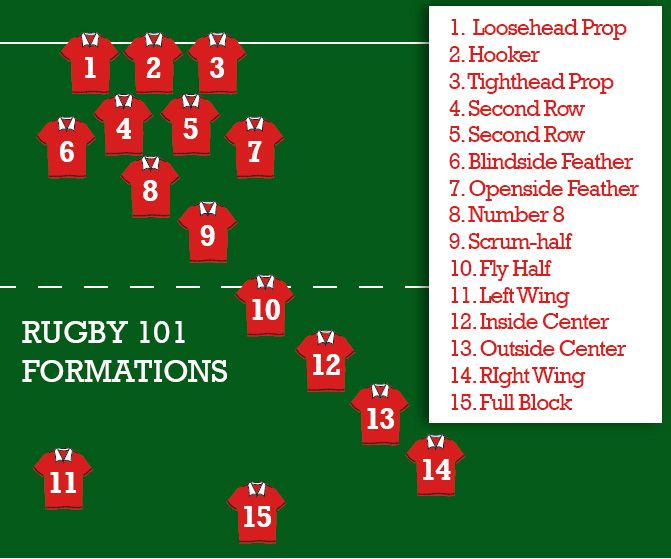 1
2
3
4
5
6
7
8
9
10
12
13
14
11
15
RUGBY 101
FORMATIONS
1. Loosehead Prop
2. Hooker
3. Tighthead Prop
4. Second Row
5. Second Row
6. Blindside Feather
7. Openside Feather
8. Number 8
9. Scrum-half
10. Fly Half
11. Left Wing
12. Inside Center
13. Outside Center
14. RIght Wing
15. Full Block